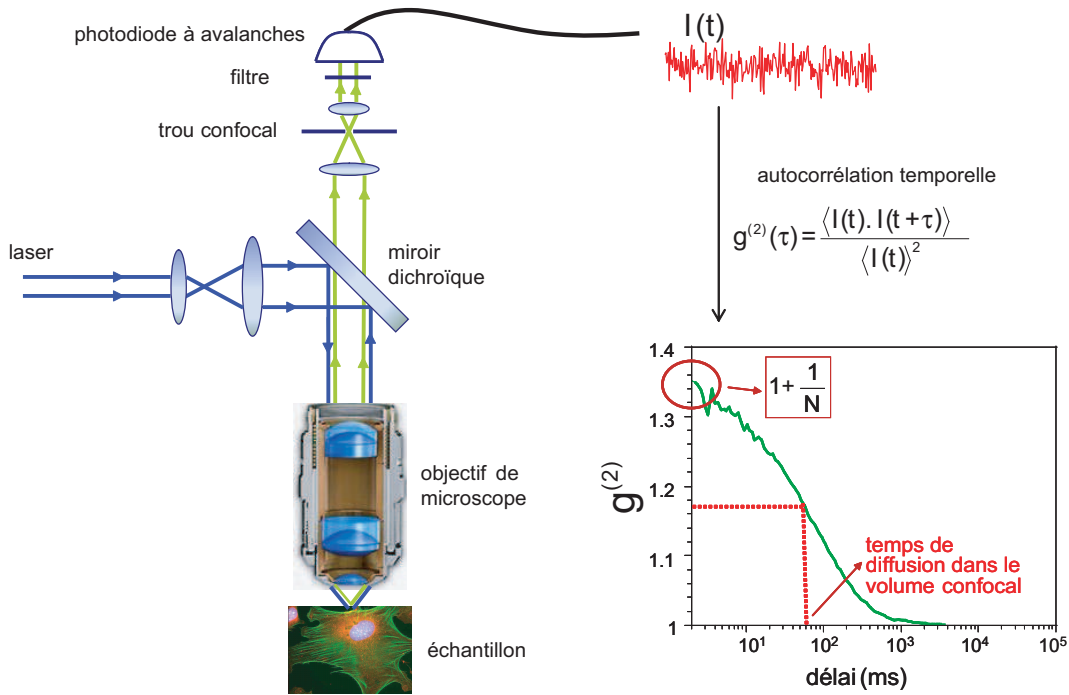 photodiode à avalanches
filtre
trou confocal
laser
miroir
dichroïque
objectif de
microscope
échantillon
I(t)
autocorrélation temporelle
g⁽²⁾(τ) = ⟨I(t). I(t+τ)⟩ / ⟨I(t)⟩²
1.4
1.3
1.2
1.1
1
g⁽²⁾
1+ 1/N
temps de
diffusion dans le
volume confocal
10¹ 10² 10³ 10⁴ 10⁵
délai (ms)